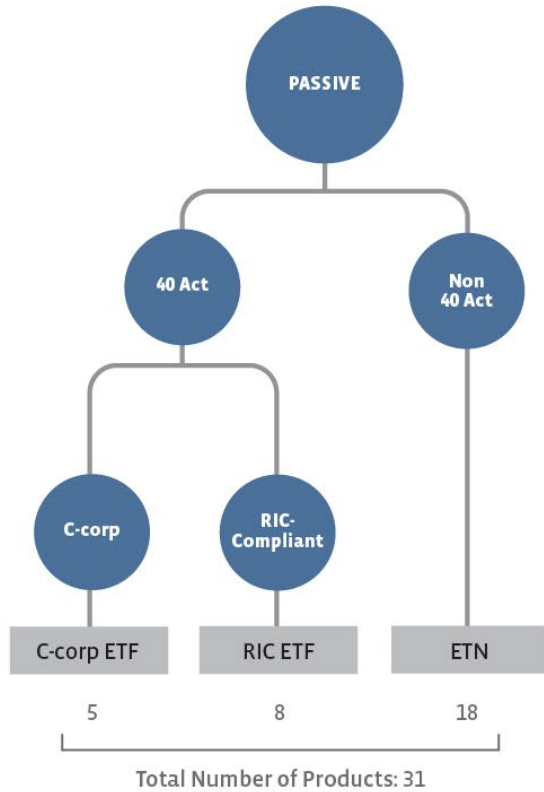 PASSIVE
40 Act
Non
40 Act
C-corp
RIC-
Compliant
C-corp ETF
RIC ETF
ETN
5
8
18
Total Number of Products: 31